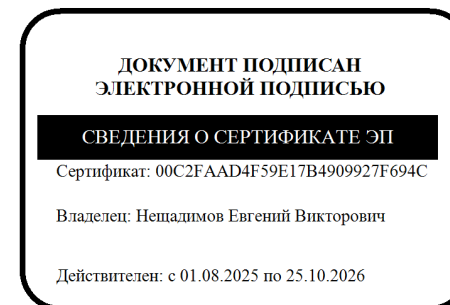 ДОКУМЕНТ ПОДПИСАН
ЭЛЕКТРОННОЙ ПОДПИСЬЮ
СВЕДЕНИЯ О СЕРТИФИКАТЕ ЭП
Сертификат: 00C2FAAD4F59E17B4909927F694C
Владелец: Нещадимов Евгений Викторович
Действителен: с 01.08.2025 по 25.10.2026